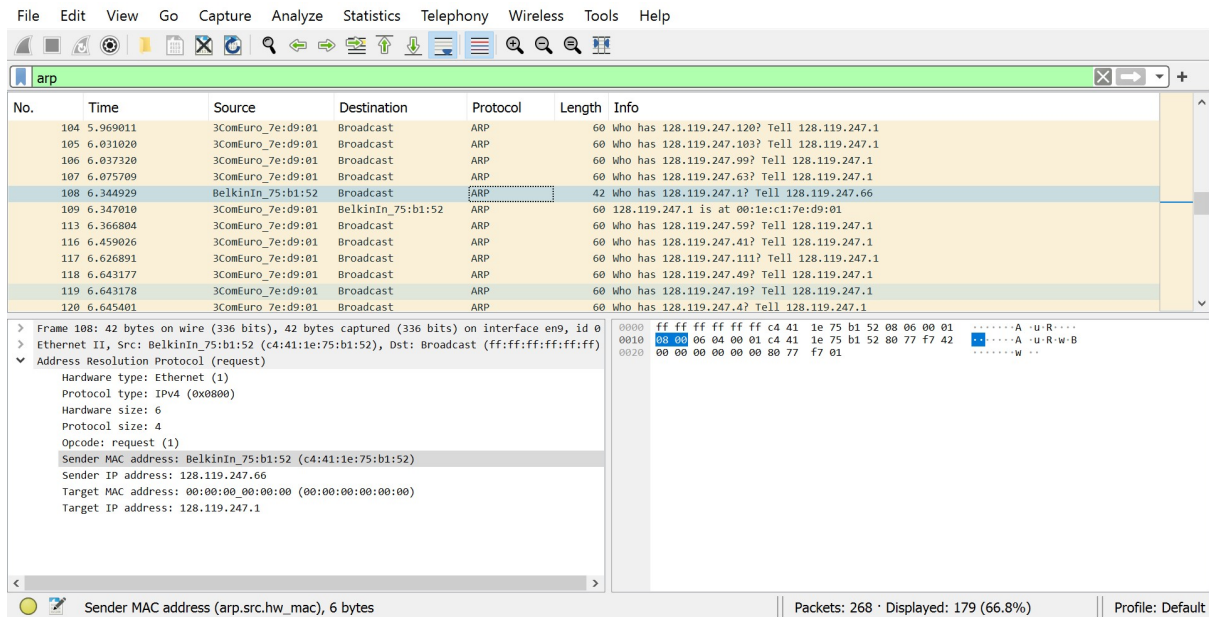 File Edit View Go Capture Analyze Statistics Telephony Wireless Tools Help
arp
No. Time Source Destination Protocol Length Info
104 5.969011 3ComEuro_7e:d9:01 Broadcast ARP 60 Who has 128.119.247.120? Tell 128.119.247.1
105 6.031020 3ComEuro_7e:d9:01 Broadcast ARP 60 Who has 128.119.247.103? Tell 128.119.247.1
106 6.037320 3ComEuro_7e:d9:01 Broadcast ARP 60 Who has 128.119.247.99? Tell 128.119.247.1
107 6.075709 3ComEuro_7e:d9:01 Broadcast ARP 60 Who has 128.119.247.63? Tell 128.119.247.1
108 6.344929 BelkinIn_75:b1:52 Broadcast ARP 42 Who has 128.119.247.1? Tell 128.119.247.66
109 6.347010 3ComEuro_7e:d9:01 BelkinIn_75:b1:52 ARP 60 128.119.247.1 is at 00:1e:c1:7e:d9:01
113 6.366804 3ComEuro_7e:d9:01 Broadcast ARP 60 Who has 128.119.247.59? Tell 128.119.247.1
116 6.459026 3ComEuro_7e:d9:01 Broadcast ARP 60 Who has 128.119.247.41? Tell 128.119.247.1
117 6.626891 3ComEuro_7e:d9:01 Broadcast ARP 60 Who has 128.119.247.111? Tell 128.119.247.1
118 6.643177 3ComEuro_7e:d9:01 Broadcast ARP 60 Who has 128.119.247.49? Tell 128.119.247.1
119 6.643178 3ComEuro_7e:d9:01 Broadcast ARP 60 Who has 128.119.247.19? Tell 128.119.247.1
120 6.645401 3ComEuro 7e:d9:01 Broadcast ARP 60 Who has 128.119.247.4? Tell 128.119.247.1
Frame 108: 42 bytes on wire (336 bits), 42 bytes captured (336 bits) on interface en9, id 0
Ethernet II, Src: BelkinIn_75:b1:52 (c4:41:1e:75:b1:52), Dst: Broadcast (ff:ff:ff:ff:ff:ff)
Address Resolution Protocol (request)
Hardware type: Ethernet (1)
Protocol type: IPv4 (0x0800)
Hardware size: 6
Protocol size: 4
Opcode: request (1)
Sender MAC address: BelkinIn_75:b1:52 (c4:41:1e:75:b1:52)
Sender IP address: 128.119.247.66
Target MAC address: 00:00:00_00:00:00 (00:00:00:00:00:00)
Target IP address: 128.119.247.1
0000 ff ff ff ff ff ff c4 41 1e 75 b1 52 08 06 00 01 ·······A ·u·R····
0010 08 00 06 04 00 01 c4 41 1e 75 b1 52 80 77 f7 42 ·······A ·u·R·w·B
0020 00 00 00 00 00 00 80 77 f7 01 ·······w ··
Sender MAC address (arp.src.hw_mac), 6 bytes Packets: 268 · Displayed: 179 (66.8%) Profile: Default